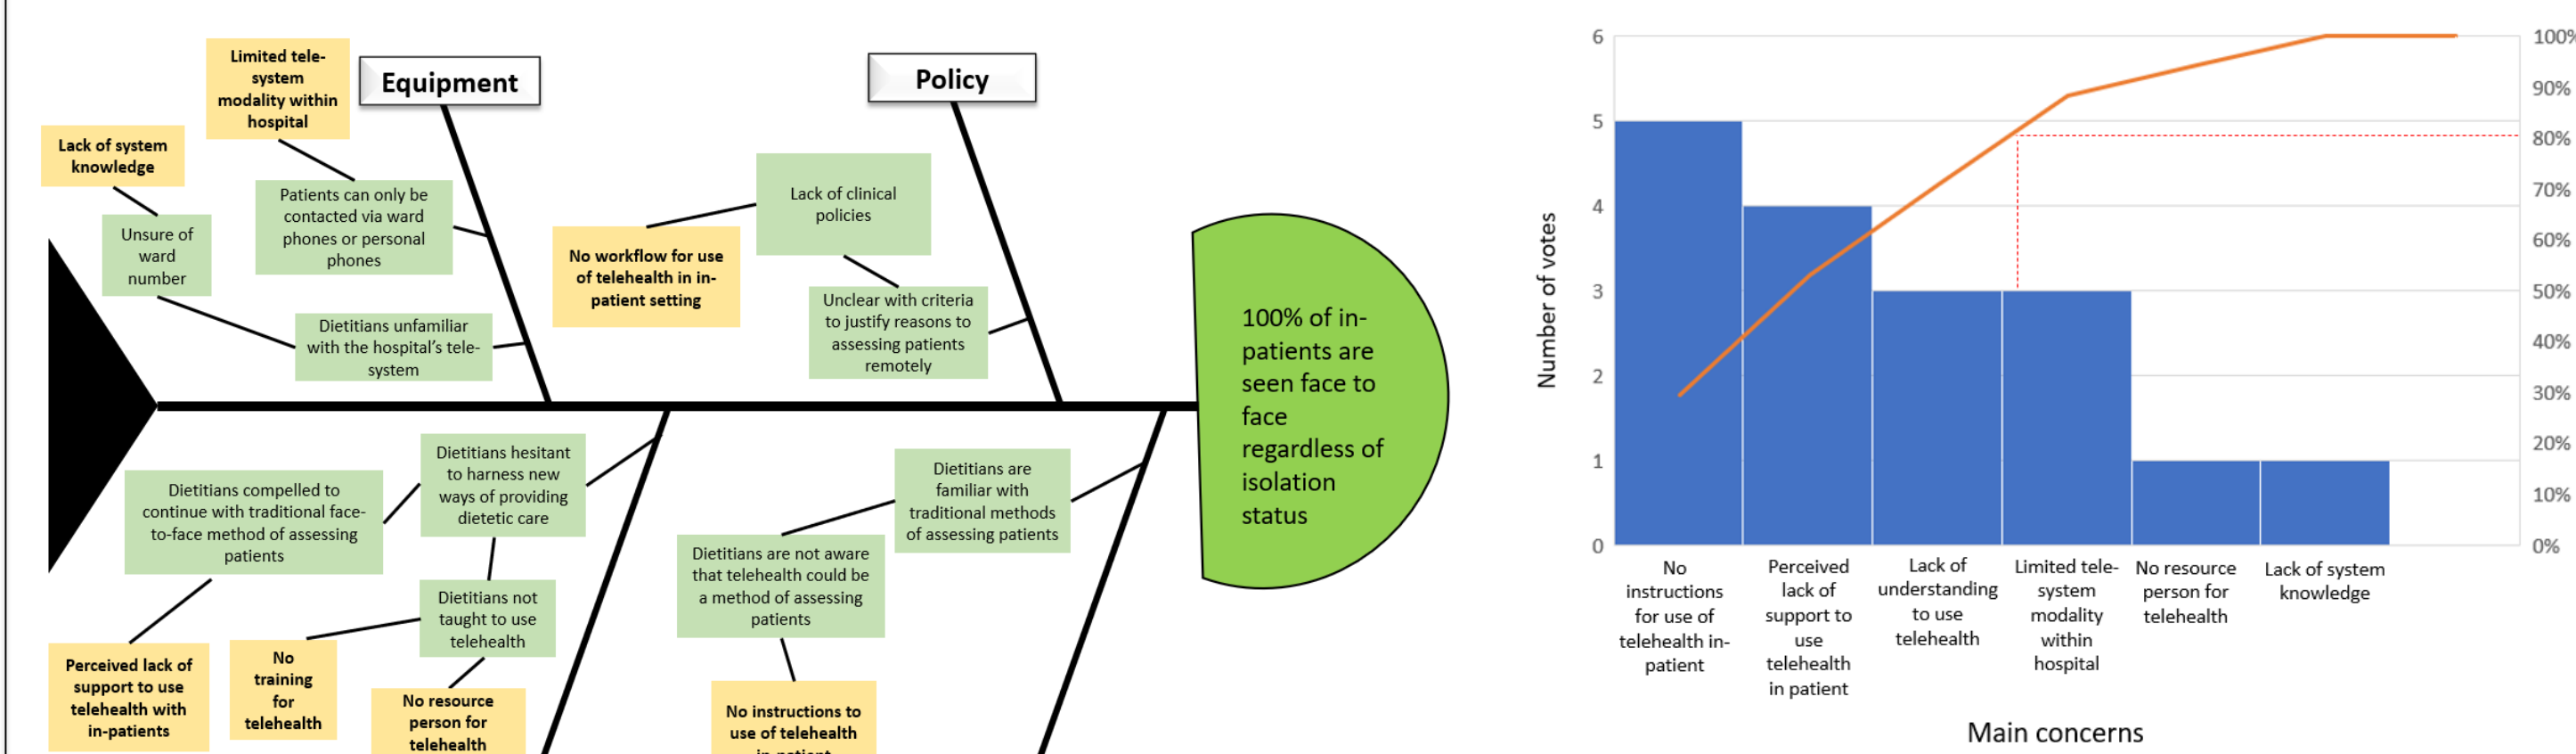 Limited tele-
system
modality within
hospital
Equipment
Policy
Lack of system
knowledge
Patients can only be
contacted via ward
phones or personal
phones
Unsure of
ward
number
Dietitians unfamiliar
with the hospital's tele-
system
Lack of clinical
policies
No workflow for use
of telehealth in in-
patient setting
Unclear with criteria
to justify reasons to
assessing patients
remotely
100% of in-
patients are
seen face to
face
regardless of
isolation
status
Dietitians hesitant
to harness new
ways of providing
dietetic care
Dietitians compelled to
continue with traditional face-
to-face method of assessing
patients
Dietitians not
taught to use
telehealth
Perceived lack of
support to use
telehealth with
in-patients
No
training
for
telehealth
No resource
person for
telehealth
Dietitians are
familiar with
traditional methods
of assessing patients
Dietitians are not aware
that telehealth could be
a method of assessing
patients
No instructions to
use of telehealth
in-patient
Number of votes
6
5
4
3
2
1
0
100%
90%
80%
70%
60%
50%
40%
30%
20%
10%
0%
No
instructions
for use of
telehealth in-
patient
Perceived
lack of
support to
use
telehealth
in patient
Lack of
understanding
to use
telehealth
Limited tele-
system
modality
within
hospital
No resource
person for
telehealth
Lack of system
knowledge
Main concerns